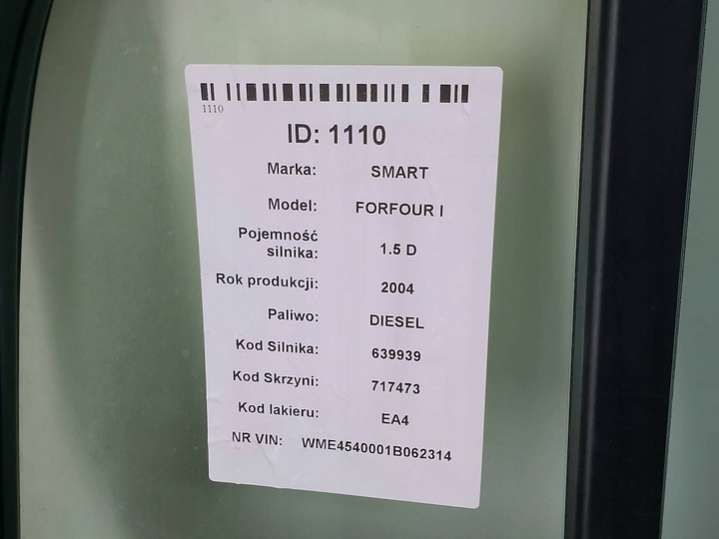 1110
ID: 1110
Marka: SMART
Model: FORFOUR I
Pojemność
silnika: 1.5 D
Rok produkcji: 2004
Paliwo: DIESEL
Kod Silnika: 639939
Kod Skrzyni: 717473
Kod lakieru: EA4
NR VIN: WME4540001B062314